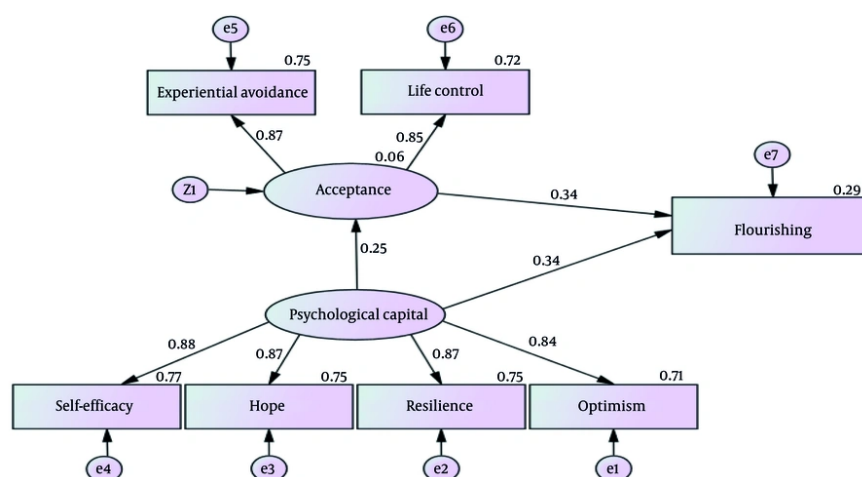 e5
e6
0.75
0.72
Experiential avoidance
Life control
0.87
0.85
0.06
e7
Z1
Acceptance
0.34
0.29
Flourishing
0.25
0.34
Psychological capital
0.88
0.87
0.87
0.84
0.77
0.75
0.75
0.71
Self-efficacy
Hope
Resilience
Optimism
e4
e3
e2
e1